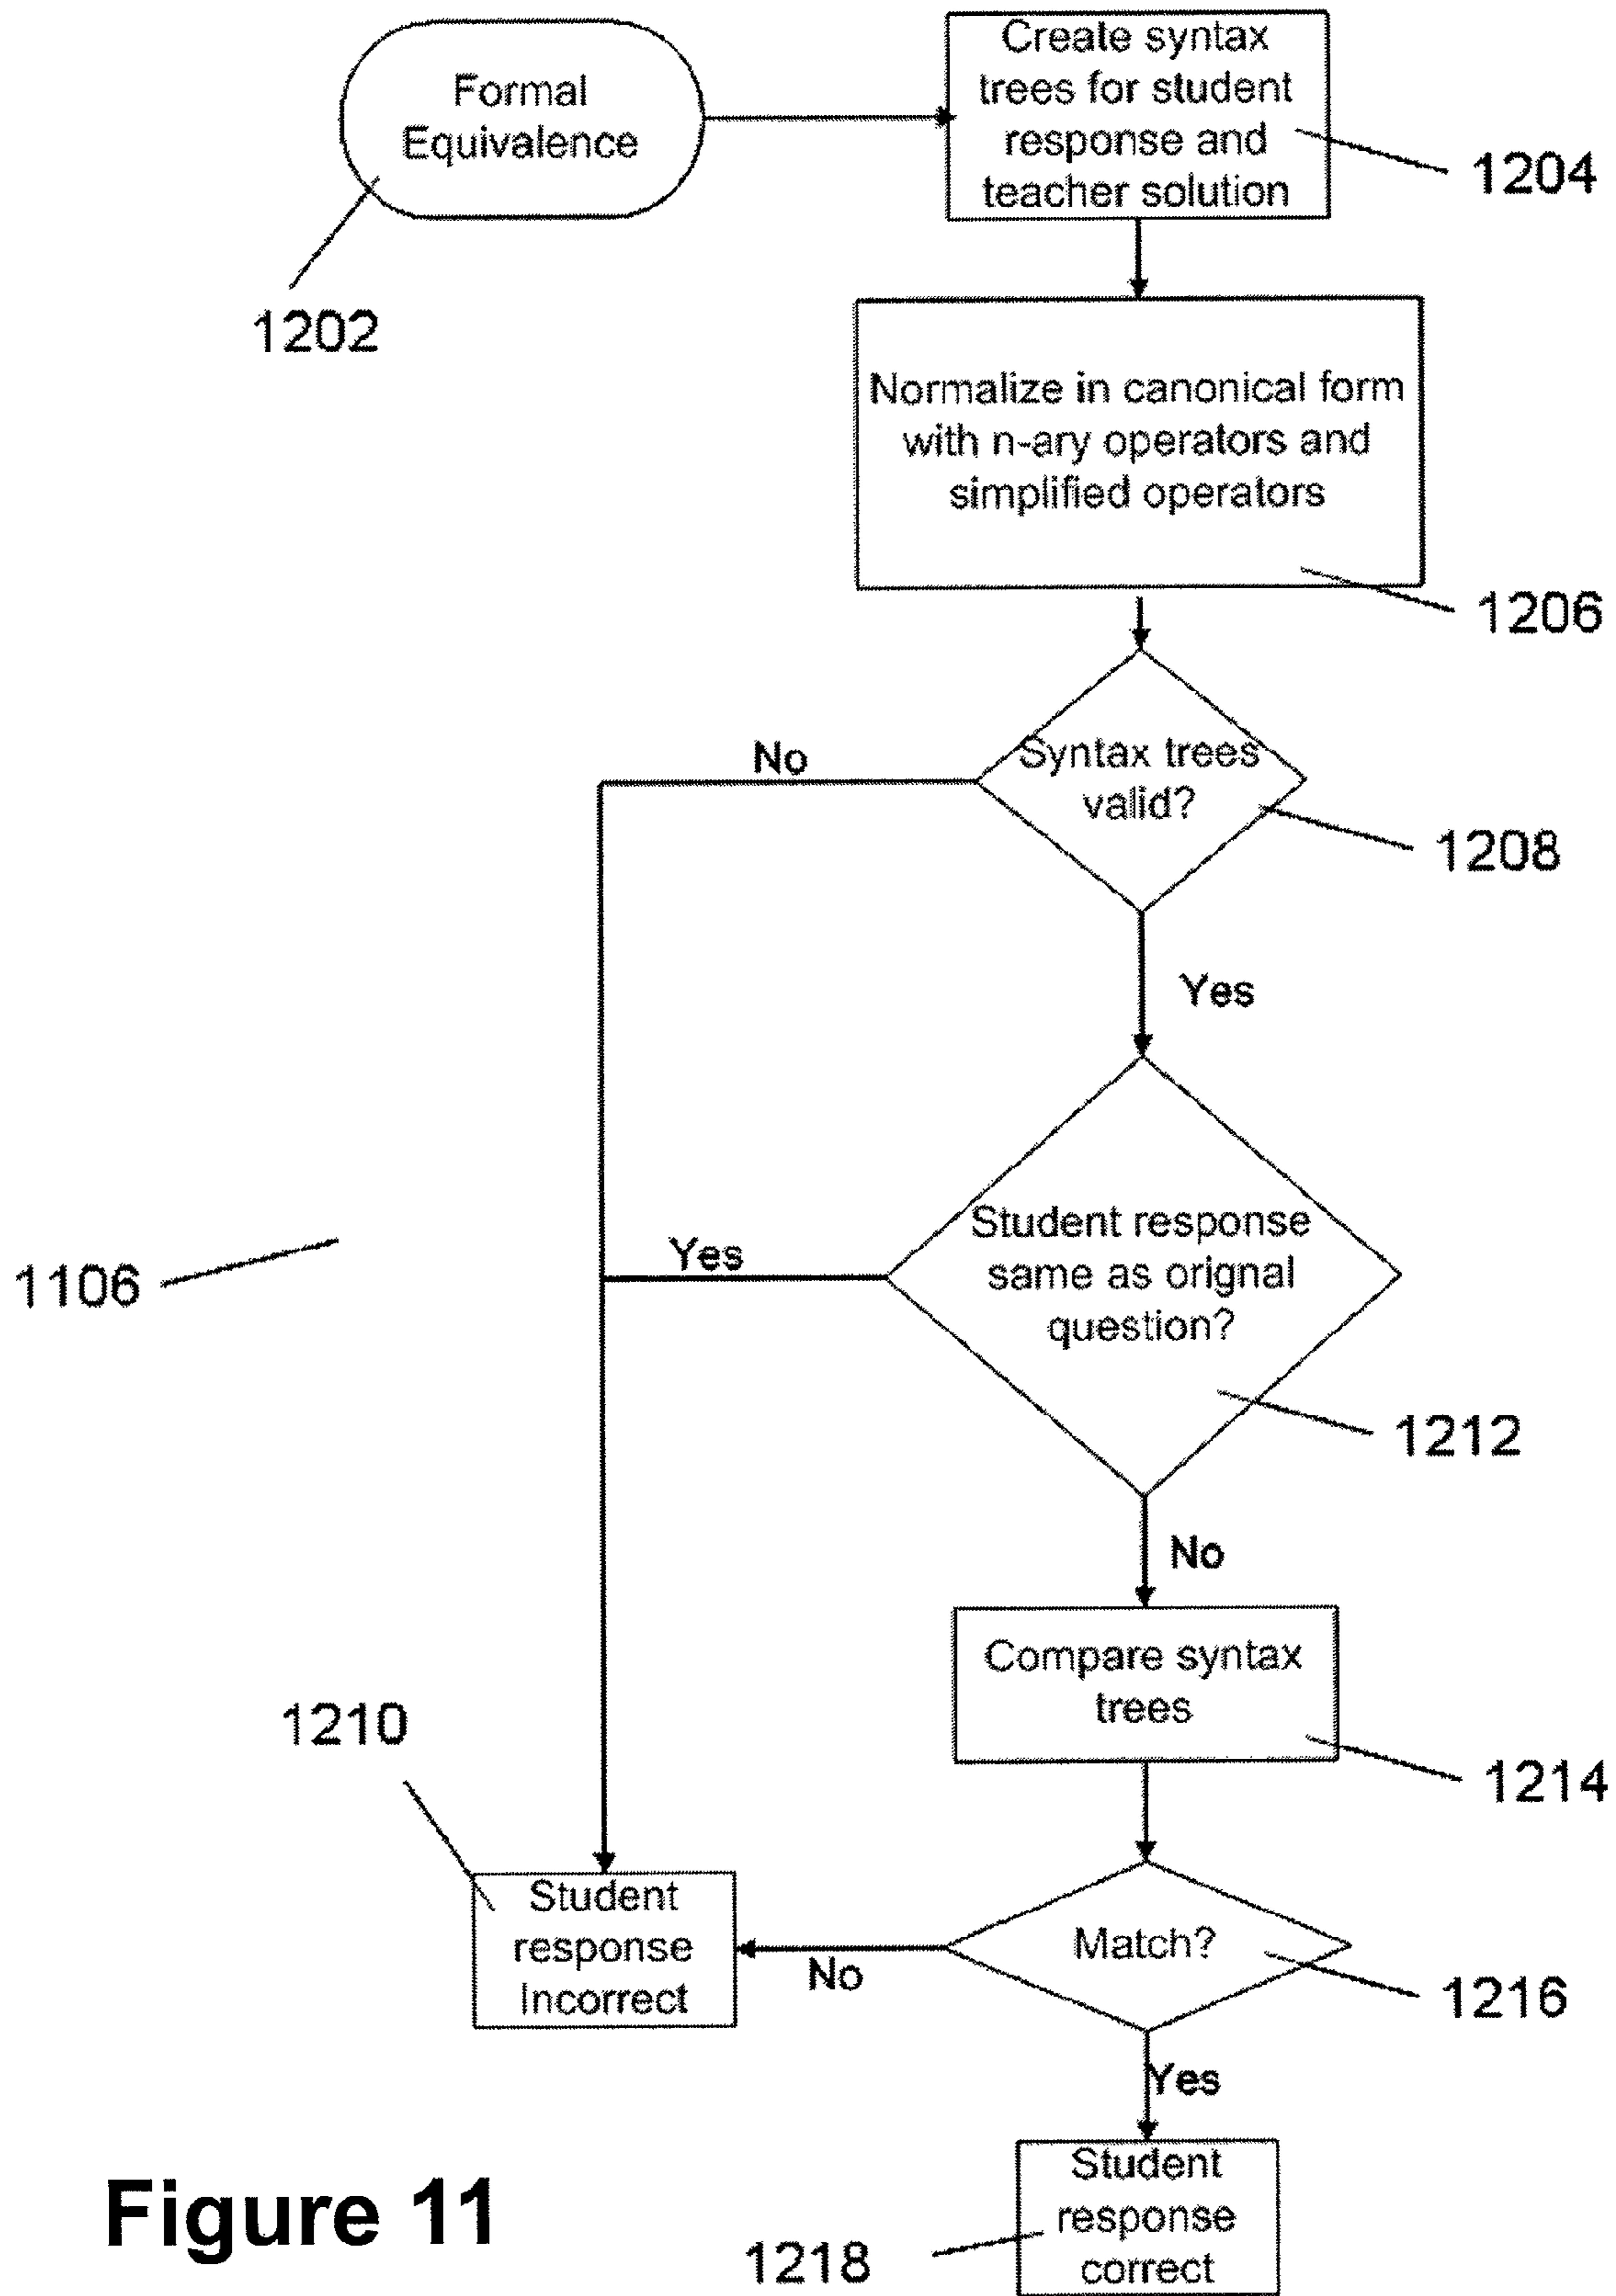 Formal
Equivalence
1202
Create syntax
trees for student
response and
teacher solution
1204
Normalize in canonical form
with n-ary operators and
simplified operators
1206
Syntax trees
valid?
1208
No
Yes
Student response
same as orignal
question?
1212
Yes
1106
No
Compare syntax
trees
1214
1210
Student
response
Incorrect
Match?
1216
No
Yes
Student
response
correct
1218
Figure 11